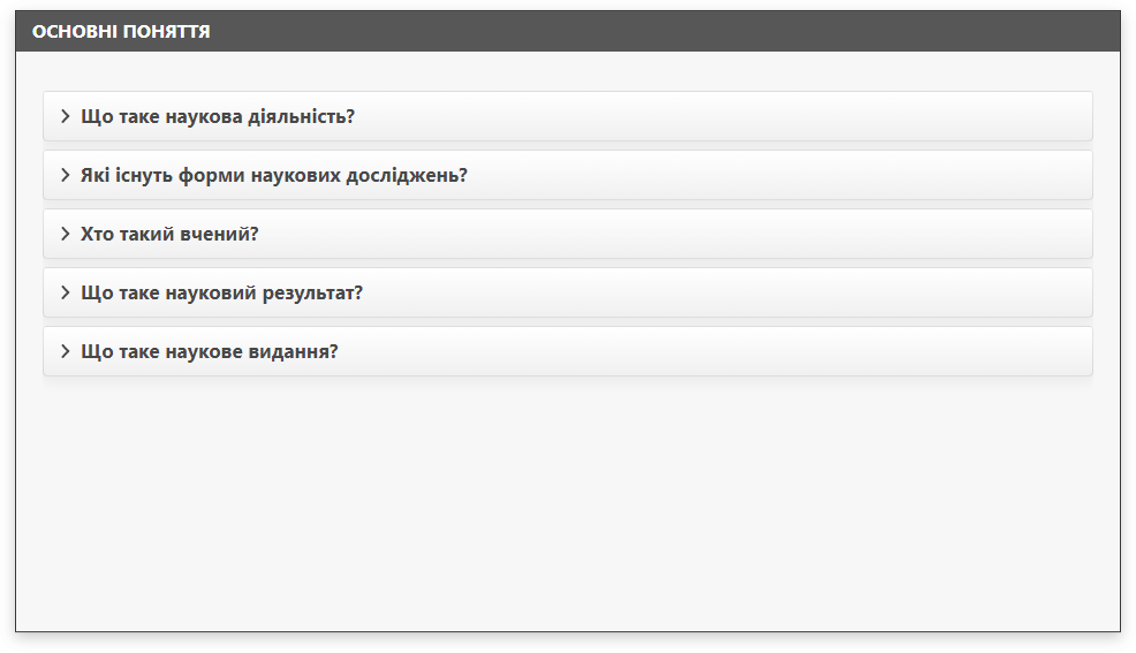 ОСНОВНІ ПОНЯТТЯ
Що таке наукова діяльність?
Які існуть форми наукових досліджень?
Хто такий вчений?
Що таке науковий результат?
Що таке наукове видання?